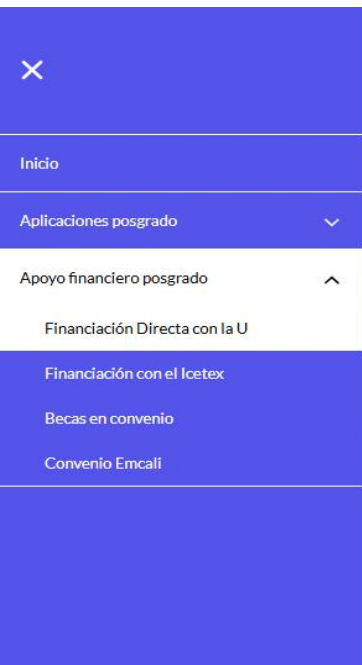 Inicio
Aplicaciones posgrado
Apoyo financiero posgrado
Financiación Directa con la U
Financiación con el Icetex
Becas en convenio
Convenio Emcali